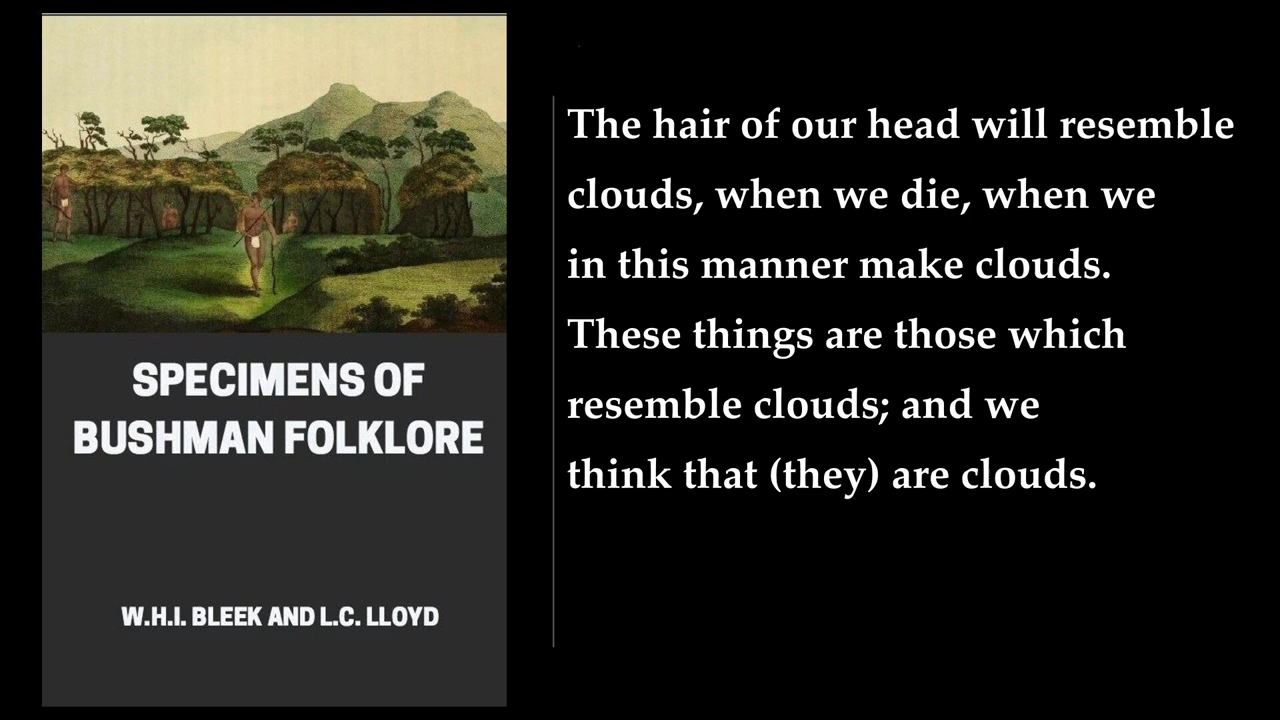 SPECIMENS OF
BUSHMAN FOLKLORE
W.H.I. BLEEK AND L.C. LLOYD
The hair of our head will resemble
clouds, when we die, when we
in this manner make clouds.
These things are those which
resemble clouds; and we
think that (they) are clouds.